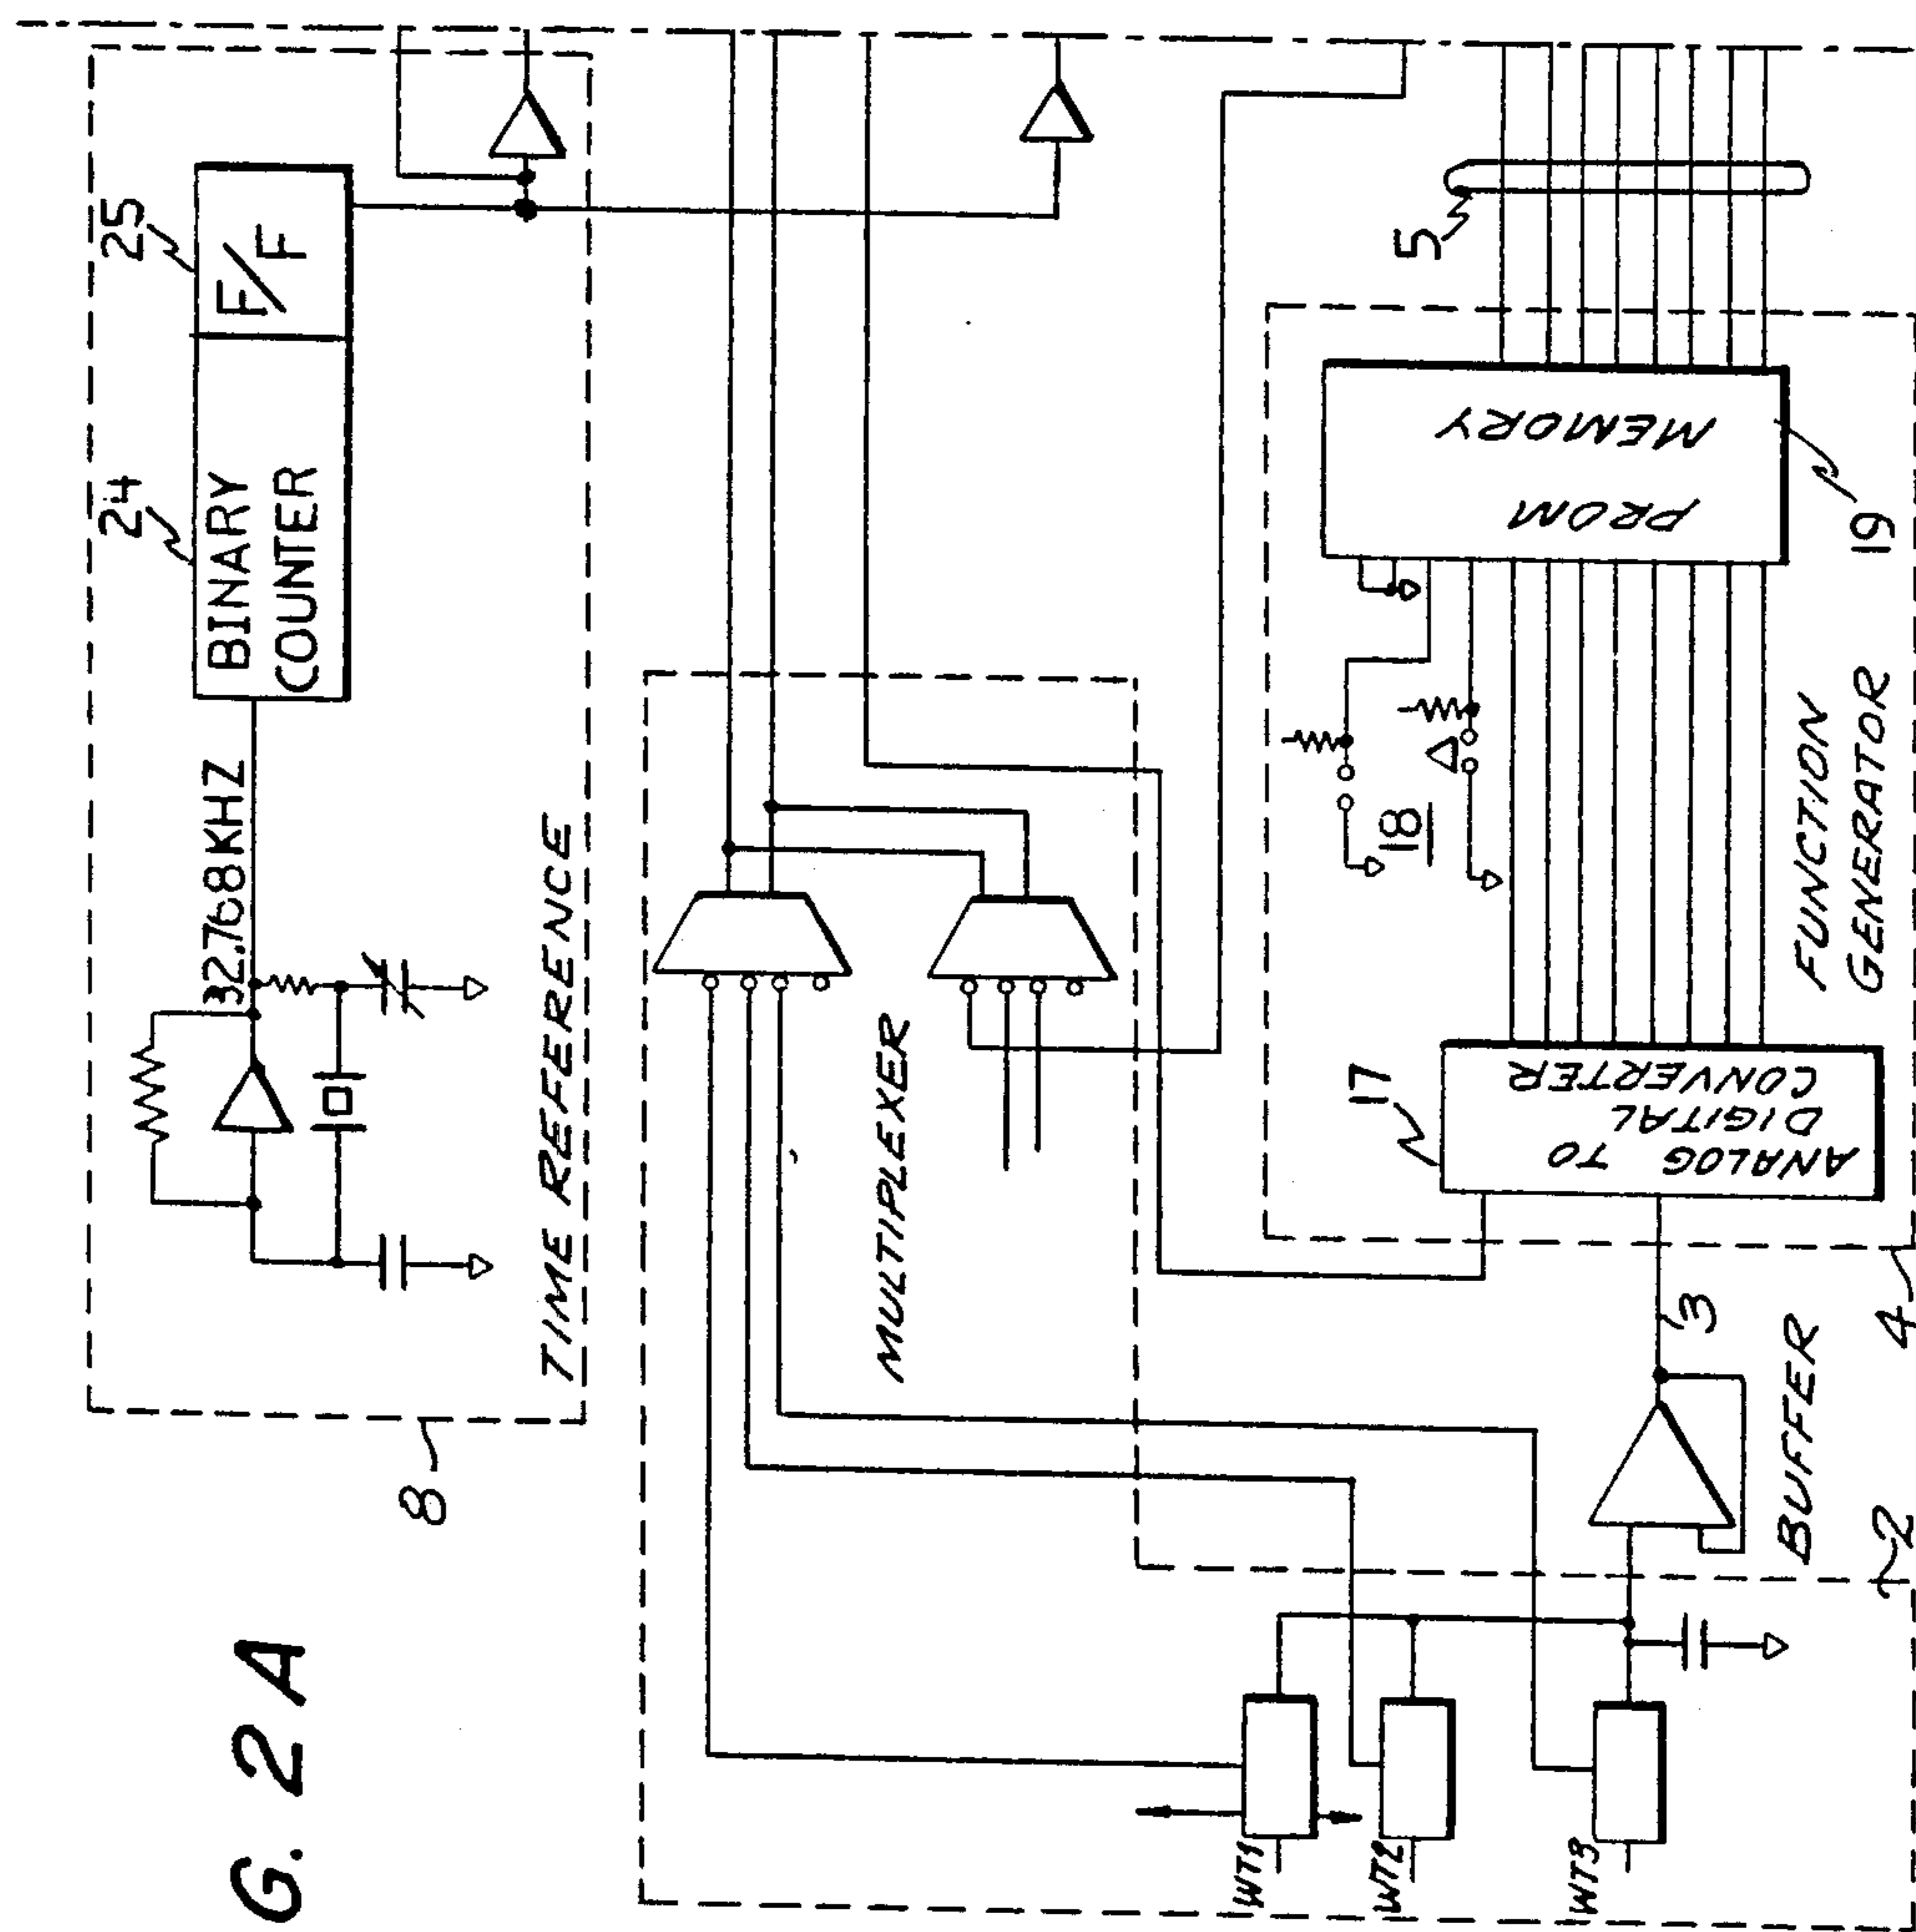 G. 2A
8
TIME REFERENCE
32.768KHZ
24
BINARY
COUNTER
25
F/F
MULTIPLEXER
2
WT1
WT2
WT3
BUFFER
3
4
17
ANALOG TO
DIGITAL
CONVERTER
FUNCTION
GENERATOR
18
PROM MEMORY
19
5